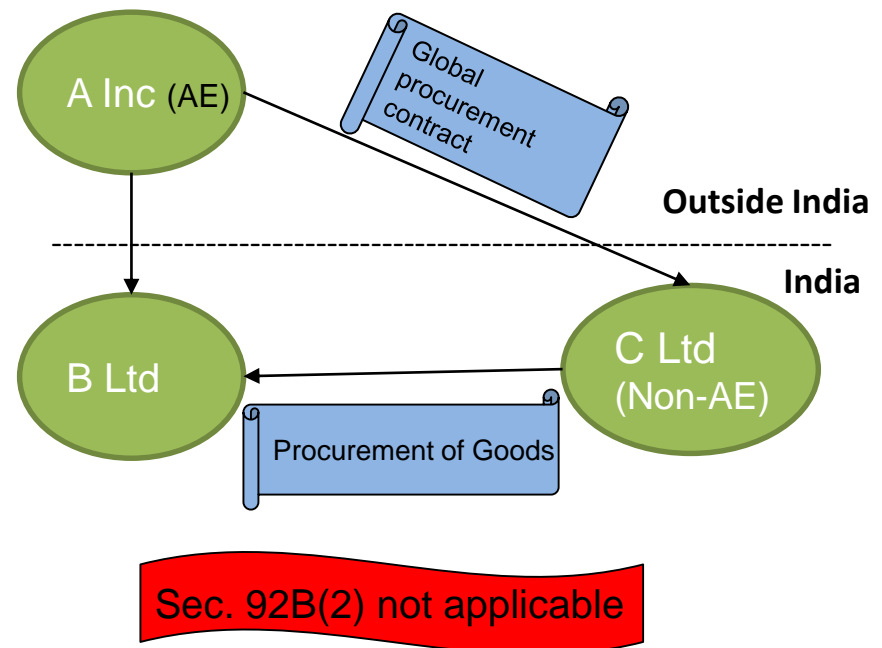 A Inc (AE)
Global
procurement
contract
Outside India
India
B Ltd
C Ltd
(Non-AE)
Procurement of Goods
Sec. 92B(2) not applicable